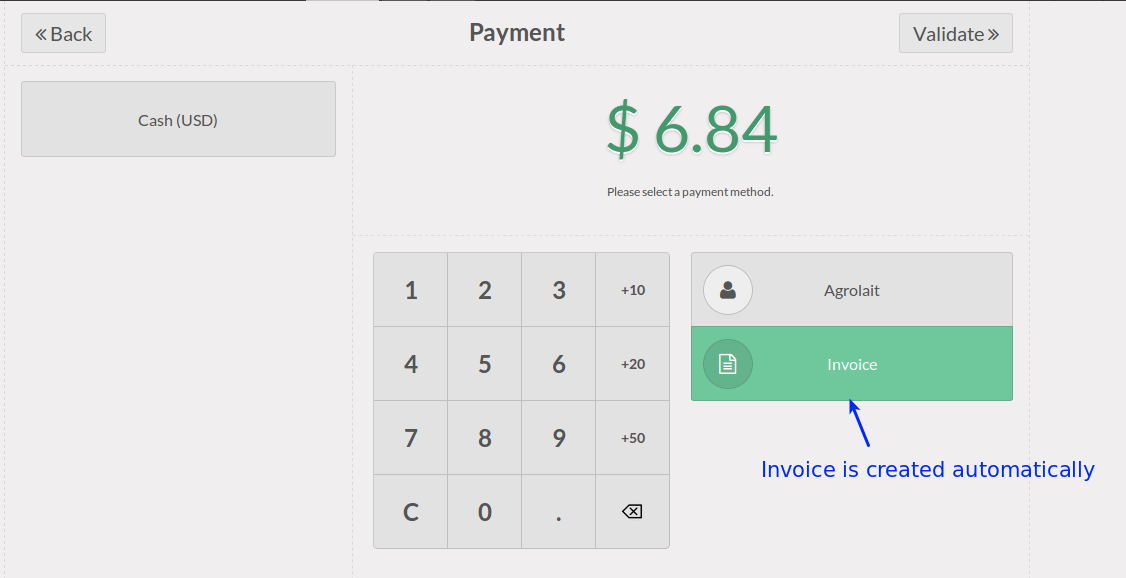 Back
Payment
Validate
Cash (USD)
$ 6.84
Please select a payment method.
1 2 3 +10
4 5 6 +20
7 8 9 +50
C 0 .
Agrolait
Invoice
Invoice is created automatically